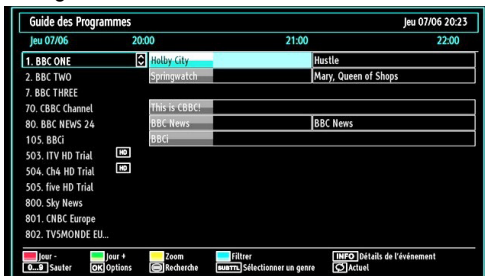 Guide des Programmes Jeu 07/06 20:23
Jeu 07/06 20:00 21:00 22:00
1. BBC ONE Holby City Hustle
2. BBC TWO Springwatch Mary, Queen of Shops
7. BBC THREE
70. CBBC Channel This is CBBC!
80. BBC NEWS 24 BBC News BBC News
105. BBCi BBCi
503. ITV HD Trial HD
504. Ch4 HD Trial HD
505. five HD Trial
800. Sky News
801. CNBC Europe
802. TV5MONDE EU...
Jour - Jour + Zoom Filtrer INFO Détails de l'événement
0...9 Sauter OK Options Recherche SUBTTL Sélectionner un genre Actuel